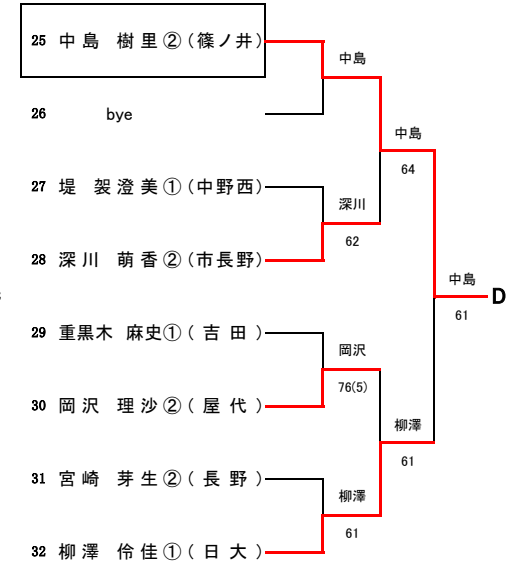 25 中島 樹里② (篠ノ井)
中島
26 bye
中島
64
27 堤 袈澄美① (中野西)
深川
62
28 深川 萌香② (市長野)
中島
D
61
29 重黒木 麻史① (吉田)
岡沢
76(5)
30 岡沢 理沙② (屋代)
柳澤
61
31 宮崎 芽生② (長野)
柳澤
61
32 柳澤 伶佳① (日大)